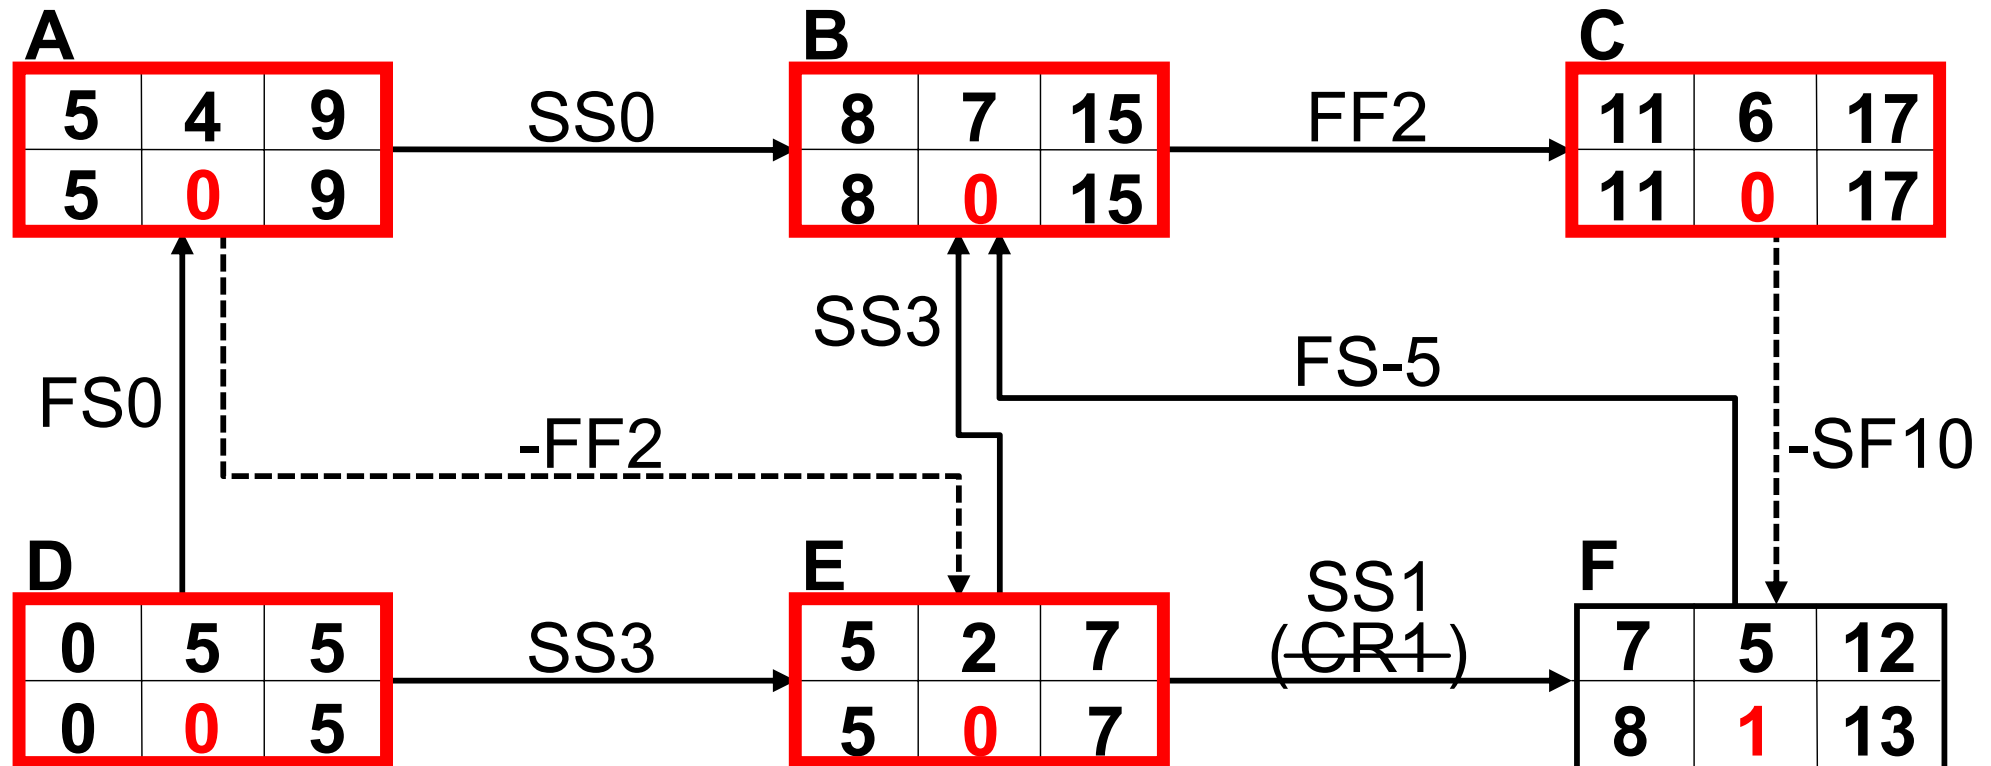 A B C
5 4 9 SS0 8 7 15 FF2 11 6 17
5 0 9 8 0 15 11 0 17
SS3
FS-5
FS0
-FF2
-SF10
D E F
SS1
0 5 5 SS3 5 2 7 (CR1) 7 5 12
0 0 5 5 0 7 8 1 13